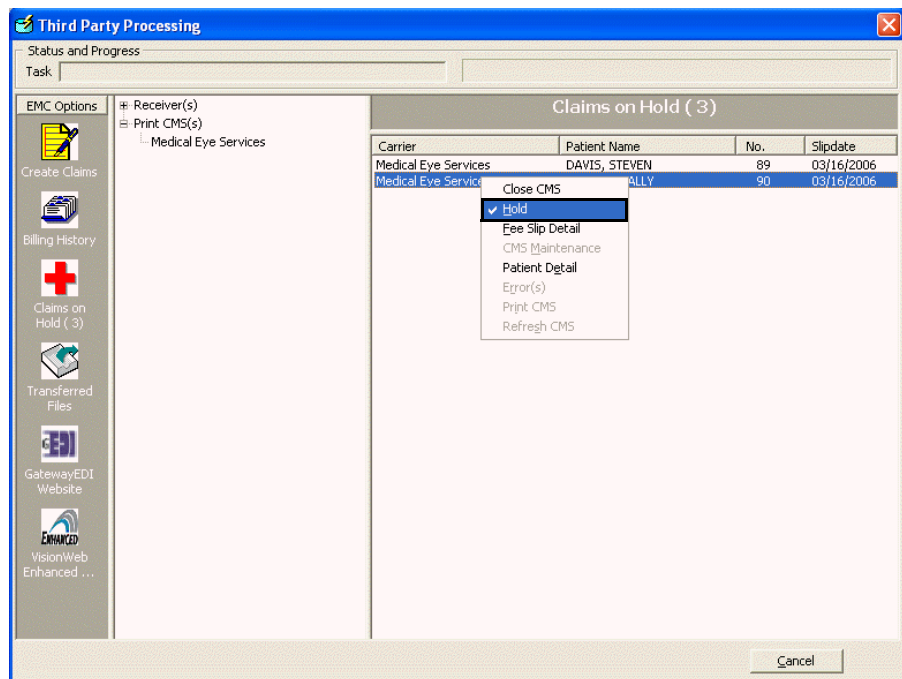 Third Party Processing
Status and Progress
Task
EMC Options
Create Claims
Billing History
Claims on
Hold ( 3)
Transferred
Files
GatewayEDI
Website
ENHANCED
VisionWeb
Enhanced ...
Receiver(s)
Print CMS(s)
Medical Eye Services
Claims on Hold ( 3)
Carrier Patient Name No. Slipdate
Medical Eye Services DAVIS, STEVEN 89 03/16/2006
Medical Eye 90 03/16/2006
Close CMS
Hold
Fee Slip Detail
CMS Maintenance
Patient Detail
Error(s)
Print CMS
Refresh CMS
Cancel